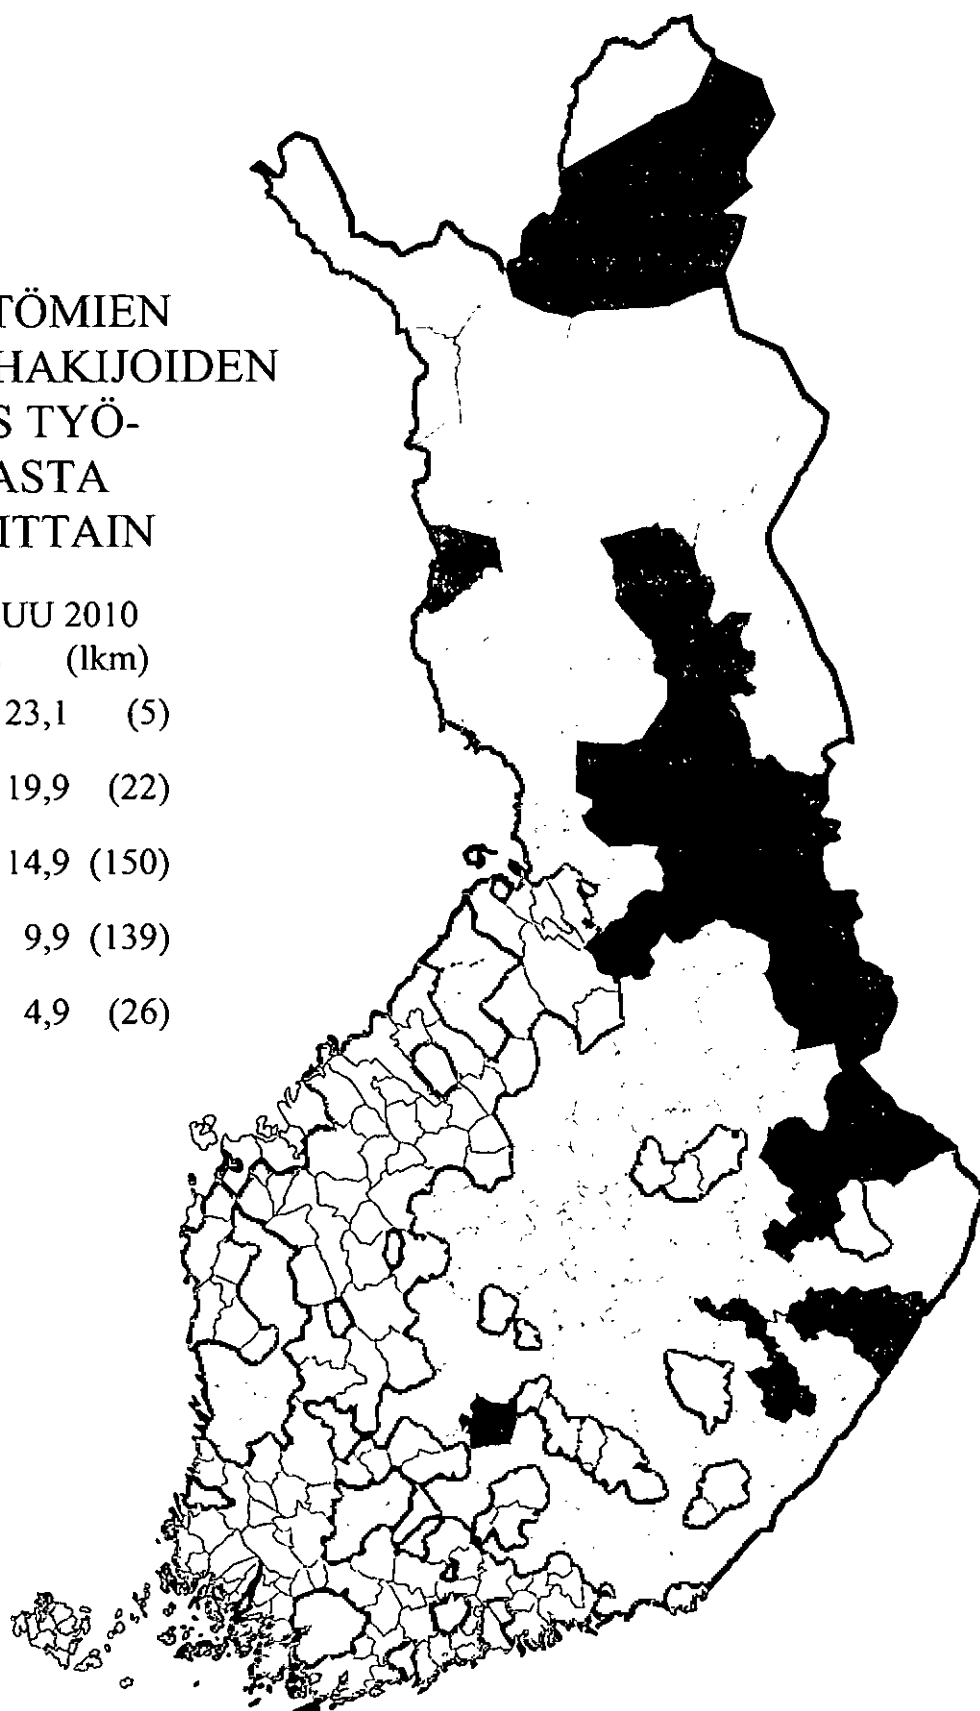 TÖMIEN
HAKIJOIDEN
S TYÖ-
ASTA
ITTAIN
UU 2010
(lkm)
23,1 (5)
19,9 (22)
14,9 (150)
9,9 (139)
4,9 (26)